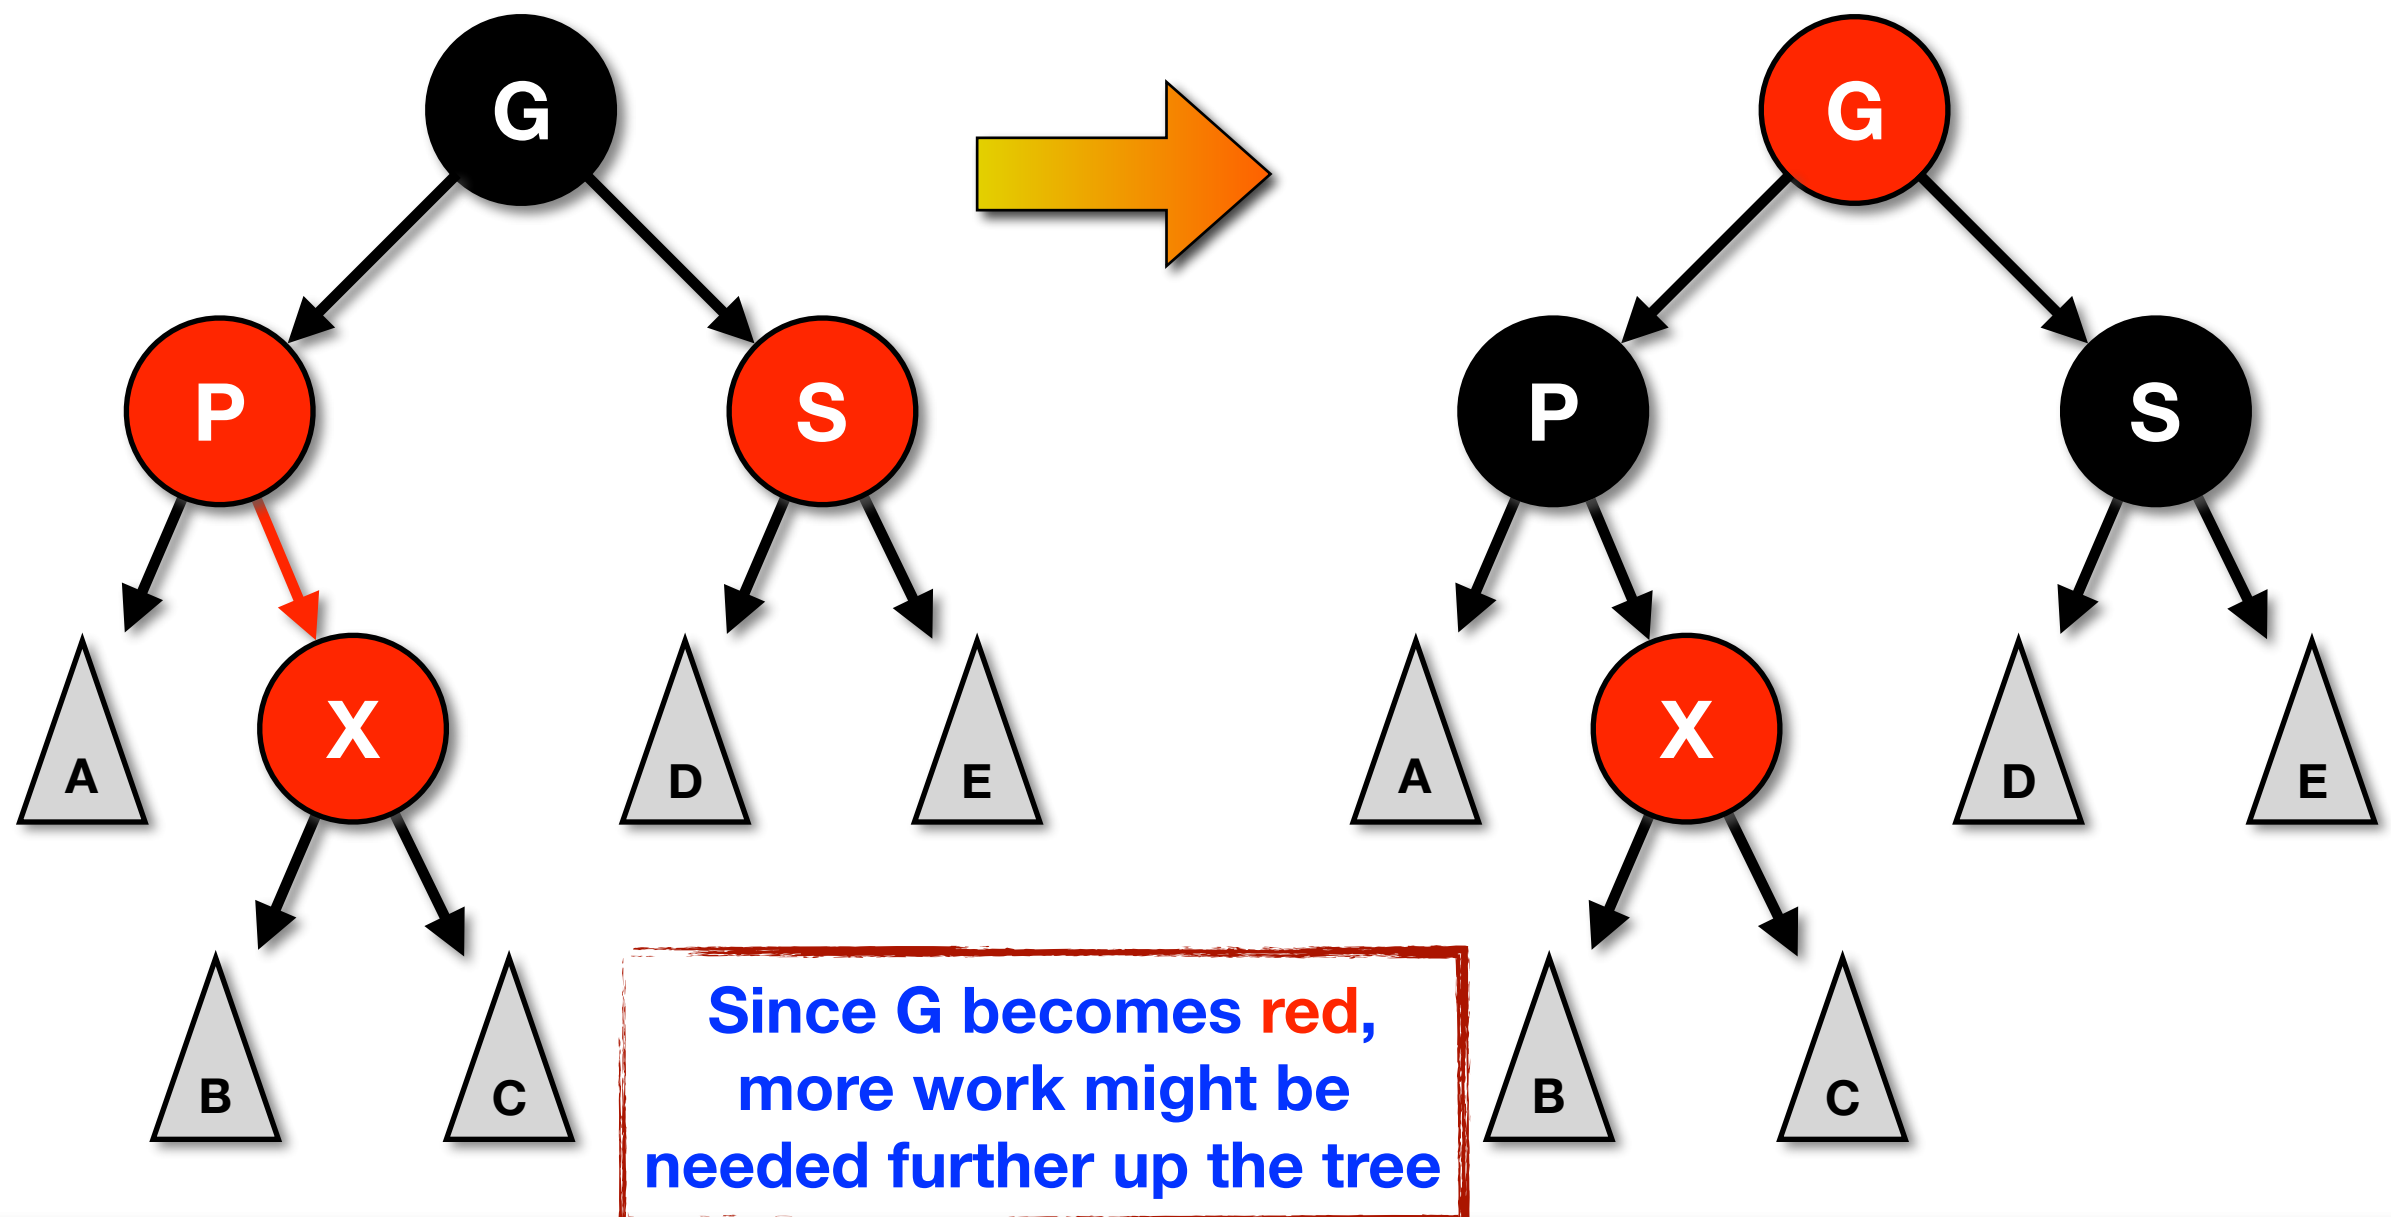 G
G
P
S
P
S
A
X
D
E
A
X
D
E
B
C
B
C
Since G becomes red,
more work might be
needed further up the tree